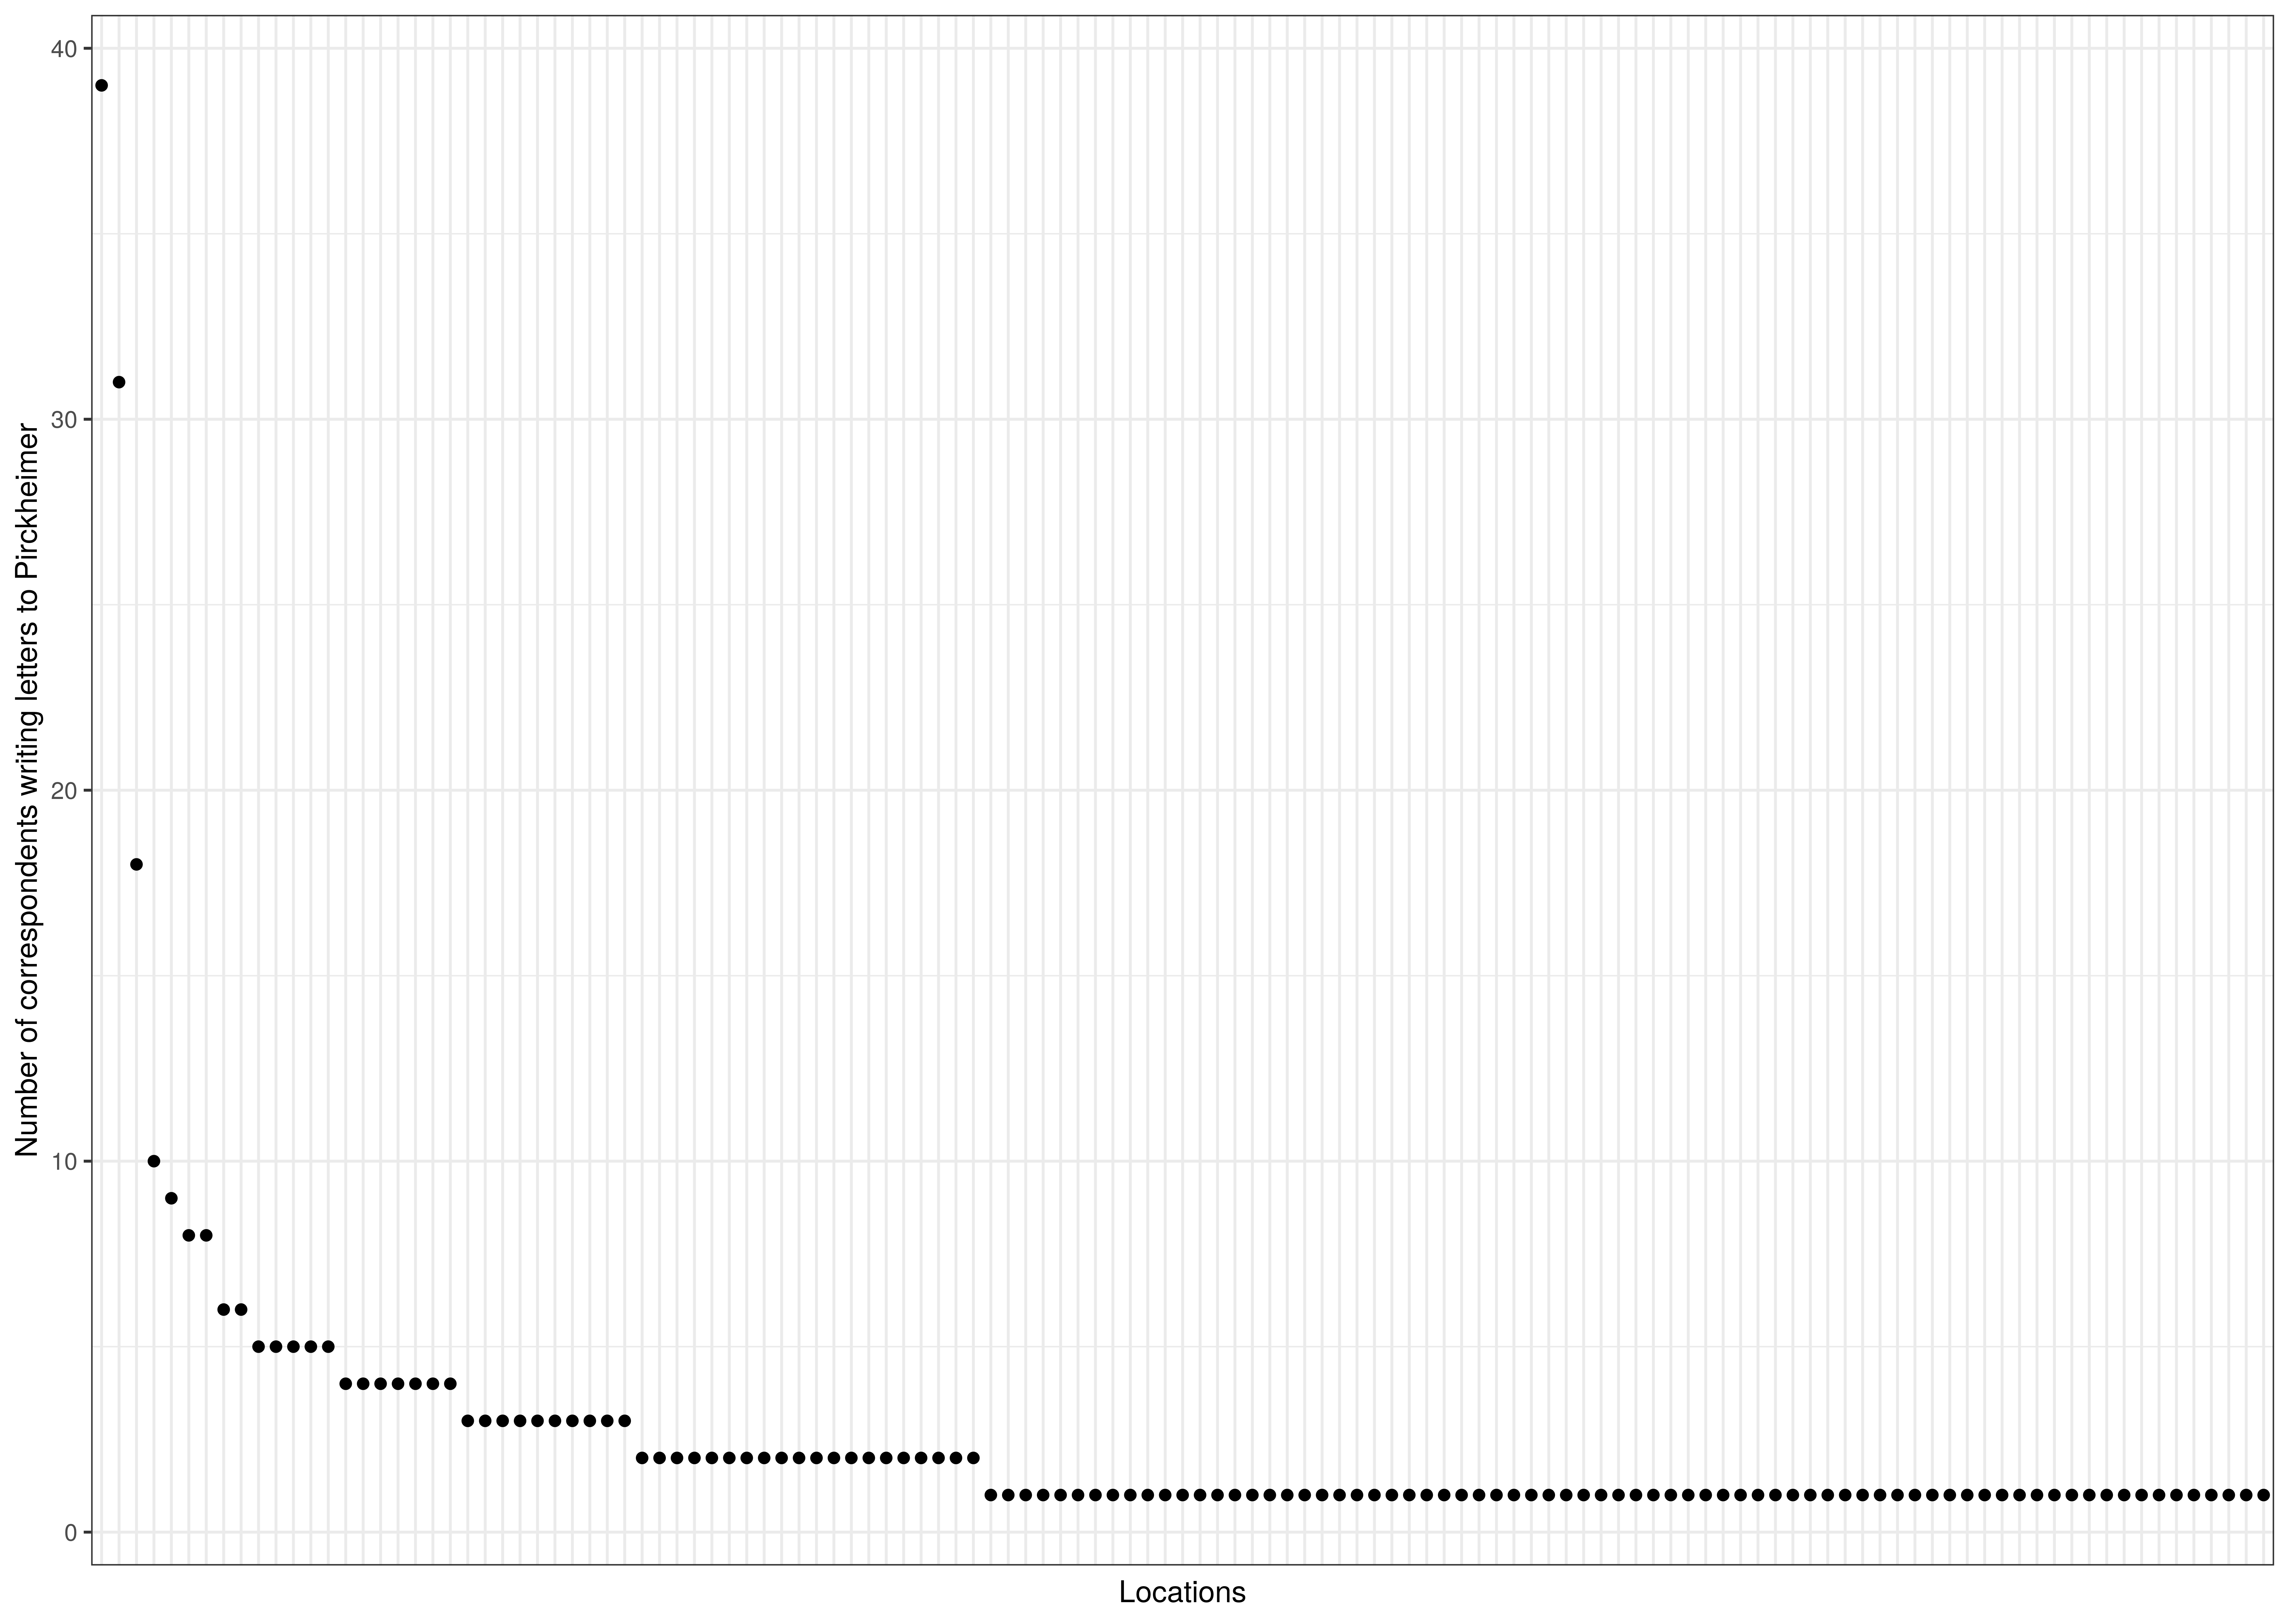 Number of correspondents writing letters to Pirckheimer
40
30
20
10
0
Locations